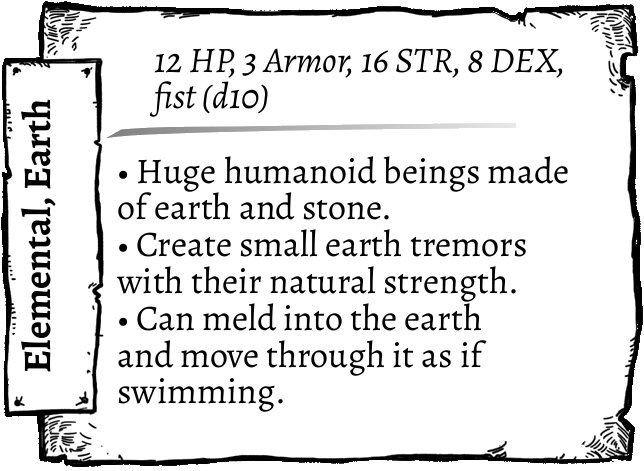 Elemental, Earth
12 HP, 3 Armor, 16 STR, 8 DEX,
fist (d10)
• Huge humanoid beings made
of earth and stone.
• Create small earth tremors
with their natural strength.
• Can meld into the earth
and move through it as if
swimming.